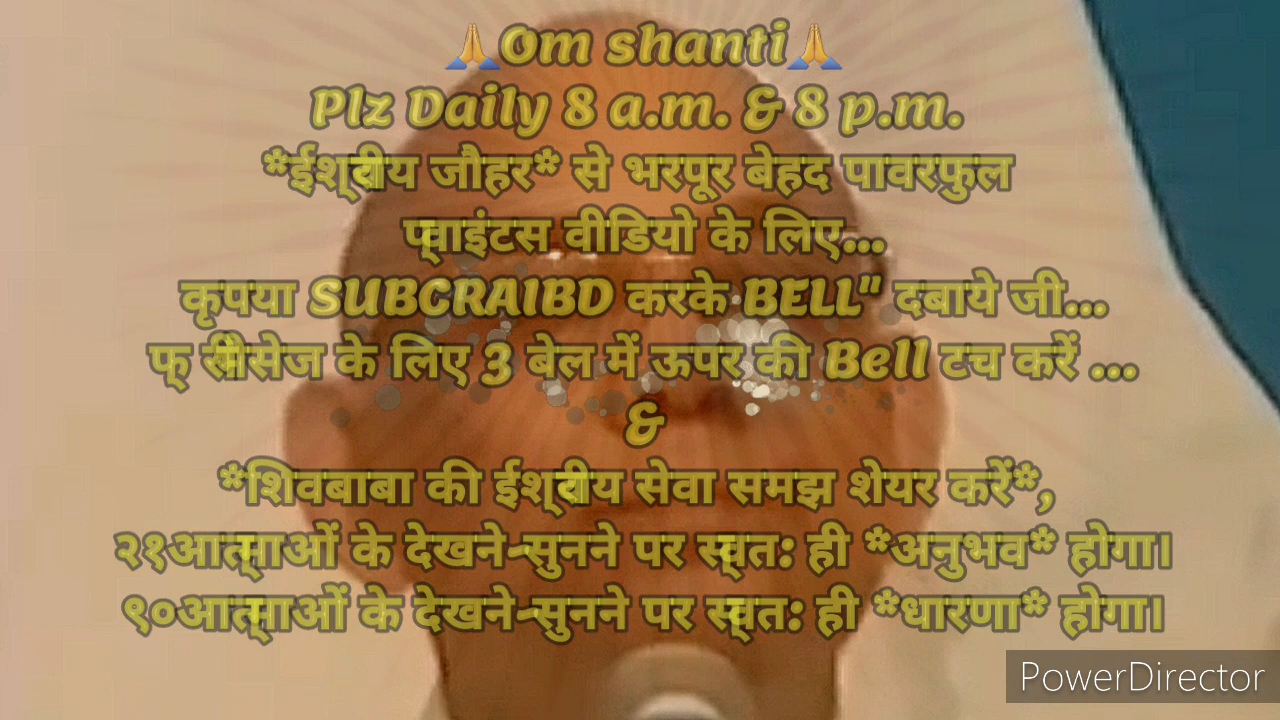 🙏Om shanti🙏
Plz Daily 8 a.m. & 8 p.m.
*ईश्वरीय जौहर* से भरपूर बेहद पावरफुल
प्वाइंटस वीडियो के लिए...
कृपया SUBCRAIBD करके BELL" दबाये जी...
के लिए 3 बेल में ऊपर की Bell टच करें ...
&
*शिवबाबा की ईश्वरीय सेवा समझ शेयर करें*,
२१आत्माओं के देखने-सुनने पर स्वत: ही *अनुभव* होगा।
९०आत्माओं के देखने-सुनने पर स्वत: ही *धारणा* होगा।
PowerDirector